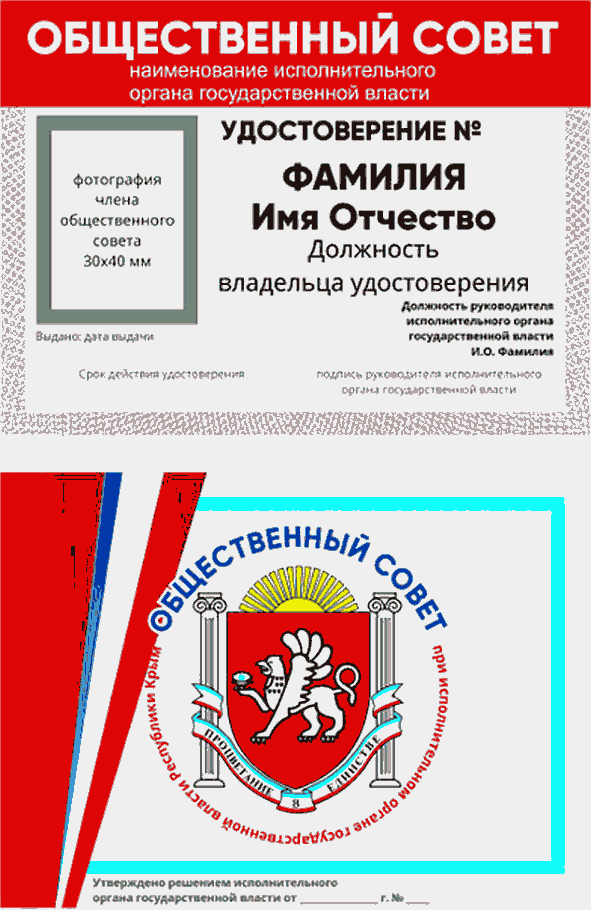 ОБЩЕСТВЕННЫЙ СОВЕТ
наименование исполнительного
органа государственной власти
УДОСТОВЕРЕНИЕ №
ФАМИЛИЯ
Имя Отчество
Должность
владельца удостоверения
фотография
члена
общественного
совета
30х40 мм
Должность руководителя
исполнительного органа
государственной власти
И.О. Фамилия
Выдано: дата выдачи
Срок действия удостоверения
подпись руководителя исполнительного
органа государственной власти
ОБЩЕСТВЕННЫЙ СОВЕТ
при исполнительном органе государственной власти Республики Крым
ПРОЦВЕТАНИЕ В ЕДИНСТВЕ
Утверждено решением исполнительного
органа государственной власти от ____________ г. № ____